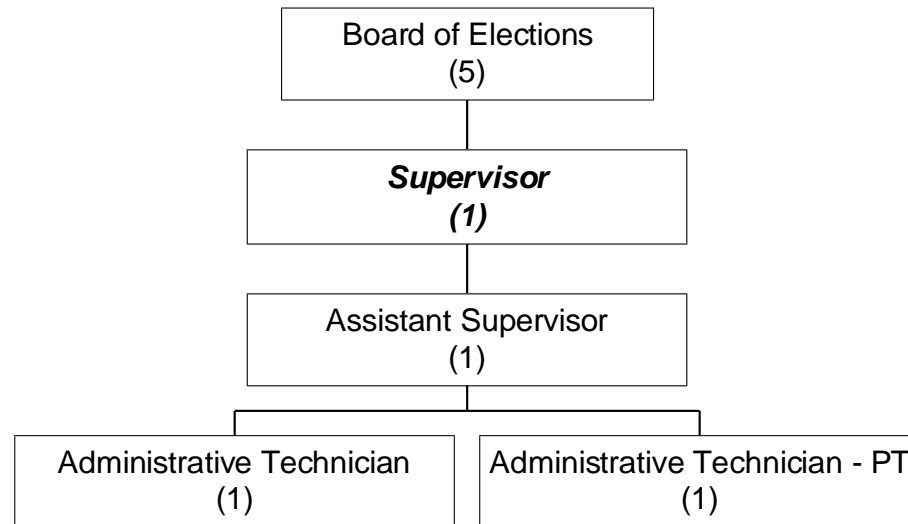 Board of Elections
(5)
Supervisor
(1)
Assistant Supervisor
(1)
Administrative Technician
(1)
Administrative Technician - PT
(1)